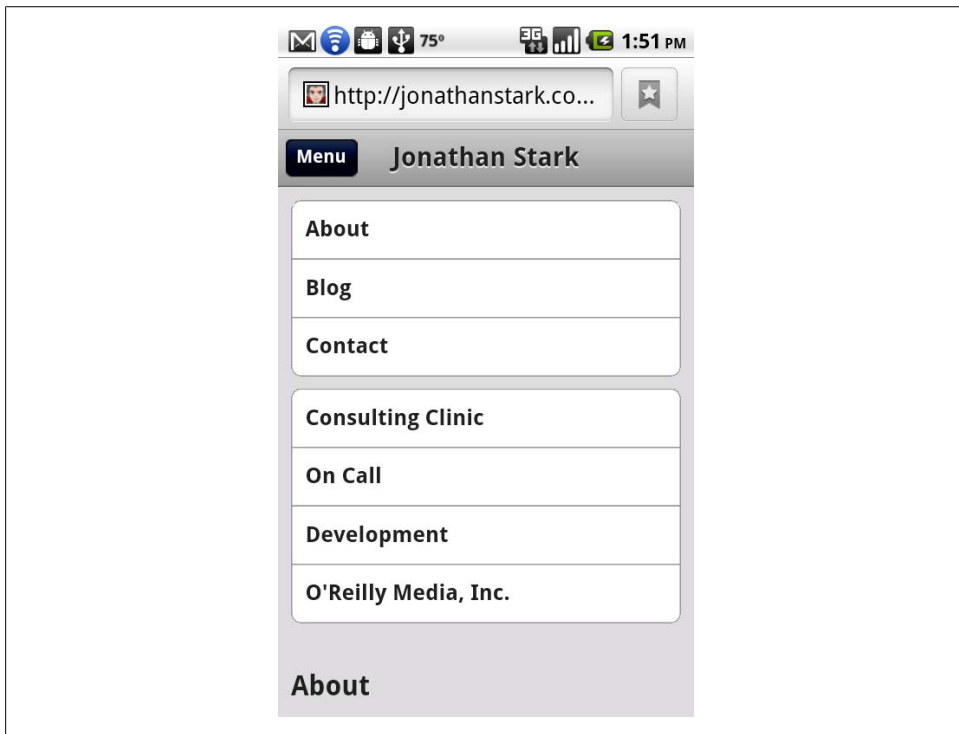 75° 3G 1:51 PM
http://jonathanstark.co...
Menu Jonathan Stark
About
Blog
Contact
Consulting Clinic
On Call
Development
O'Reilly Media, Inc.
About